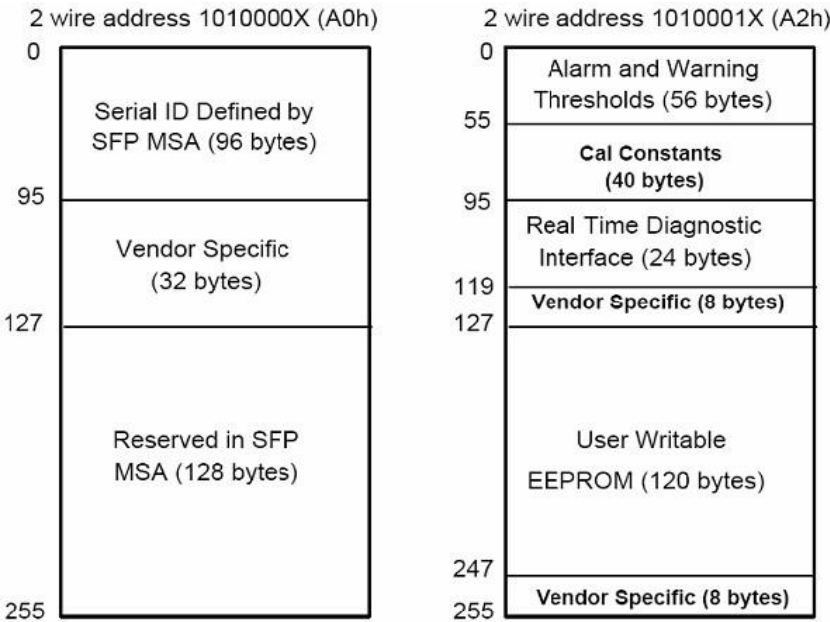 2 wire address 1010000X (A0h)
0
Serial ID Defined by
SFP MSA (96 bytes)
95
Vendor Specific
(32 bytes)
127
Reserved in SFP
MSA (128 bytes)
255
2 wire address 1010001X (A2h)
0
Alarm and Warning
Thresholds (56 bytes)
55
Cal Constants
(40 bytes)
95
Real Time Diagnostic
Interface (24 bytes)
119
Vendor Specific (8 bytes)
127
User Writable
EEPROM (120 bytes)
247
Vendor Specific (8 bytes)
255